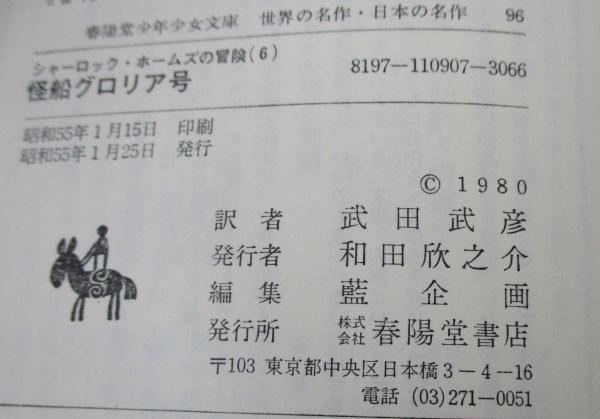 春陽堂少年少女文庫 世界の名作・日本の名作 96
シャーロック・ホームズの冒険(6)
怪船グロリア号
8197—110907—3066
昭和55年1月15日 印刷
昭和55年1月25日 発行
© 1980
訳者 武田武彦
発行者 和田欣之介
編集 藍企画
発行所 株式会社 春陽堂書店
〒103 東京都中央区日本橋3-4-16
電話 (03)271-0051